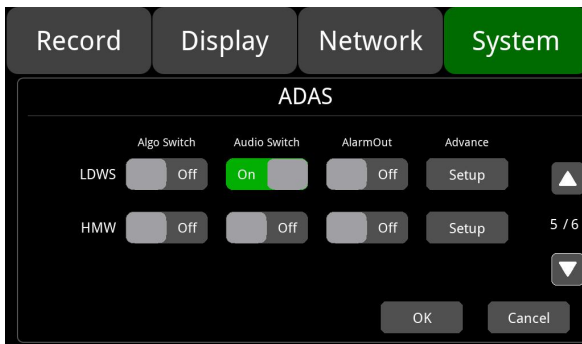 Record Display Network System
ADAS
Algo Switch Audio Switch AlarmOut Advance
LDWS Off On Off Setup
HMW Off Off Off Setup
5 / 6
OK Cancel